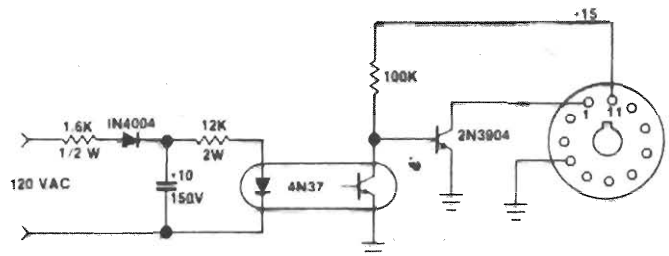 +15
100K
1.6K
1/2 W
IN4004
12K
2W
2N3904
1
11
120 VAC
+10
150V
4N37